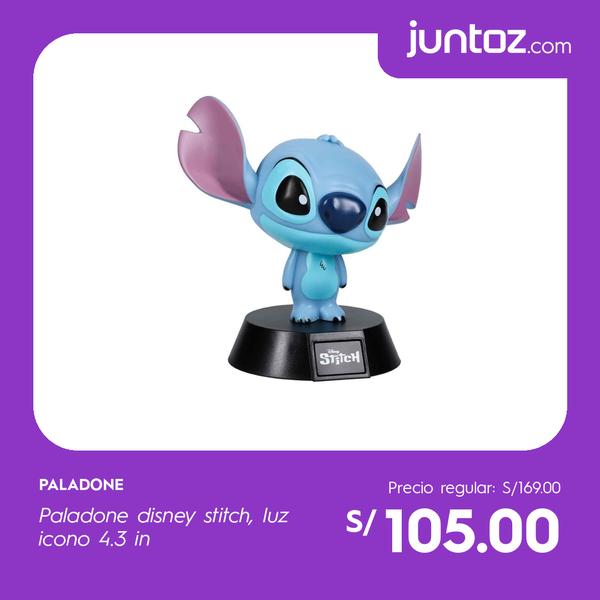 juntoz.com
Disney
STITCH
PALADONE
Paladone disney stitch, luz
icono 4.3 in
Precio regular: S/169.00
S/ 105.00